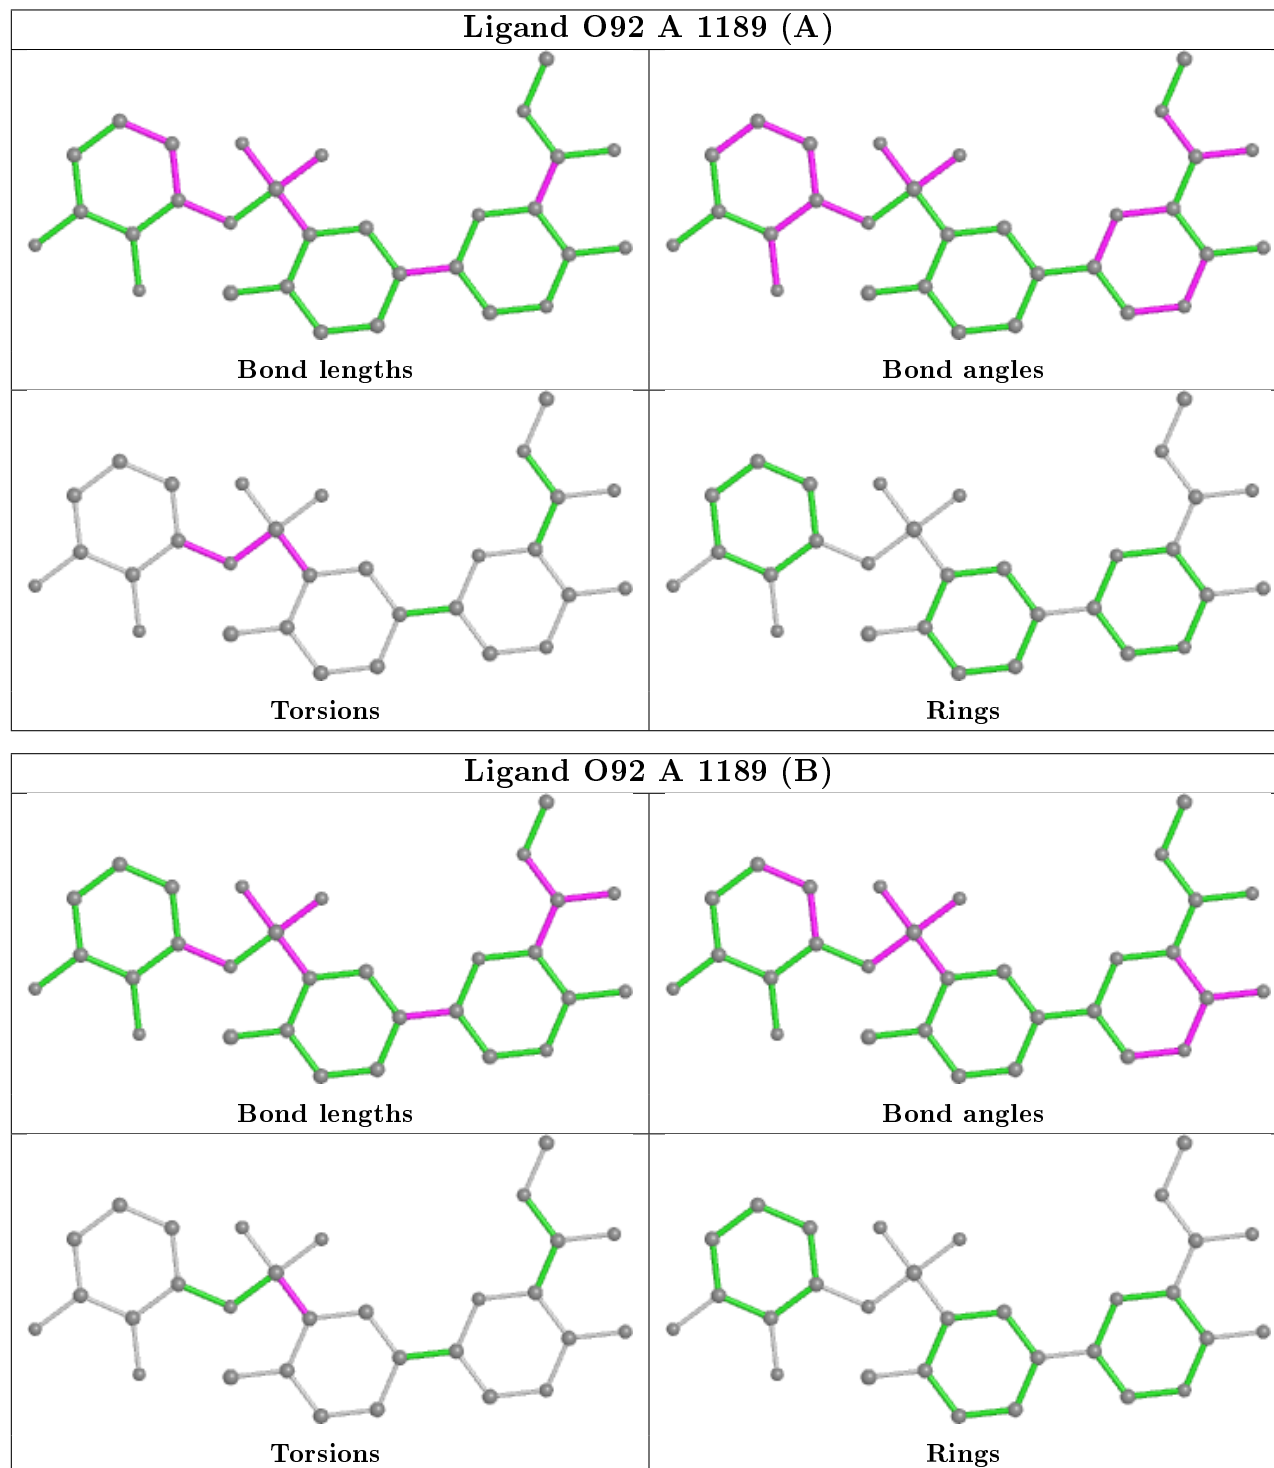 Ligand O92 A 1189 (A)
Bond lengths
Bond angles
Torsions
Rings
Ligand O92 A 1189 (B)
Bond lengths
Bond angles
Torsions
Rings